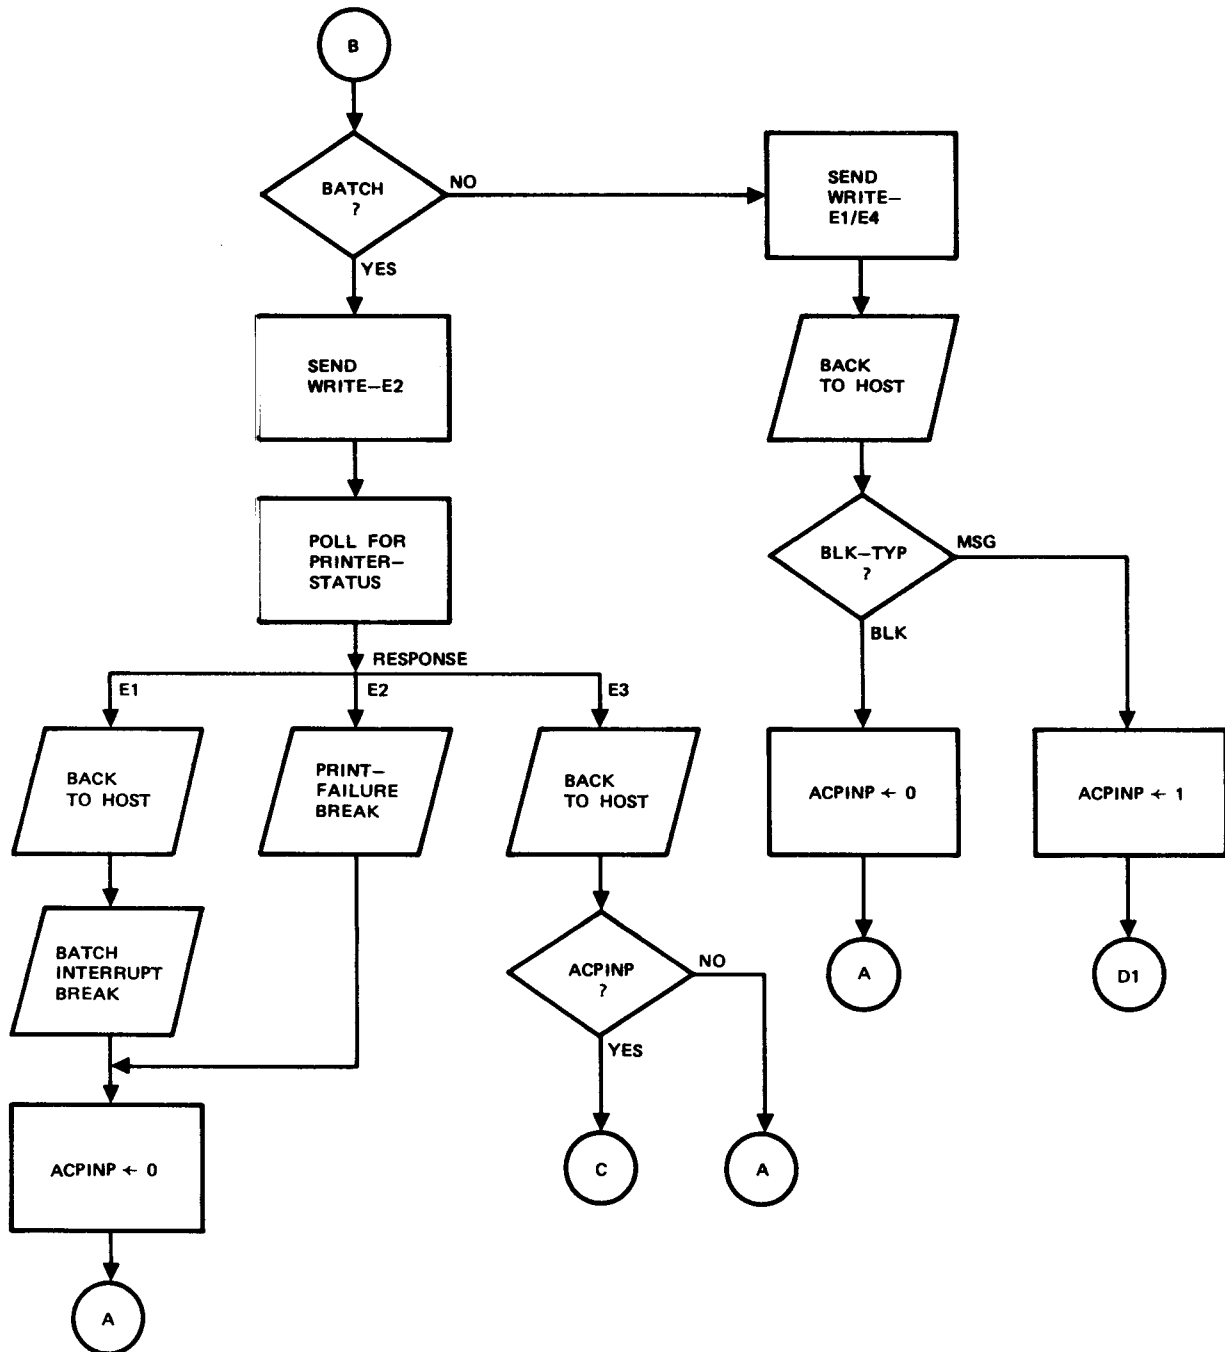 B
BATCH
?
NO
YES
SEND
WRITE–
E1/E4
SEND
WRITE–E2
BACK
TO HOST
POLL FOR
PRINTER–
STATUS
BLK–TYP
?
MSG
BLK
RESPONSE
E1
E2
E3
BACK
TO HOST
PRINT–
FAILURE
BREAK
BACK
TO HOST
ACPINP ← 0
ACPINP ← 1
BATCH
INTERRUPT
BREAK
ACPINP
?
NO
YES
A
D1
ACPINP ← 0
C
A
A